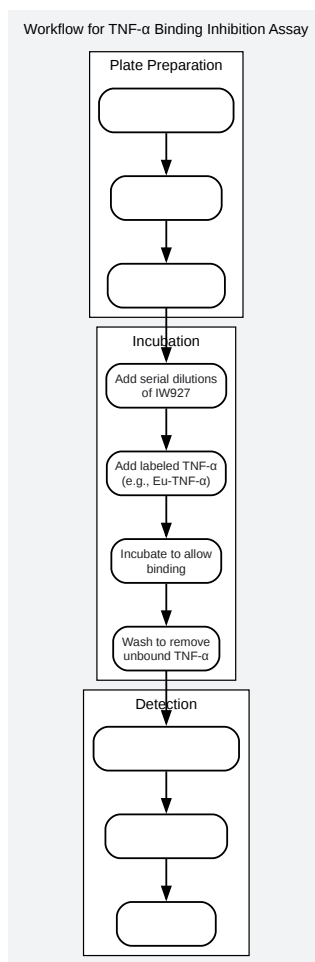 Workflow for TNF-α Binding Inhibition Assay
Plate Preparation
Incubation
Add serial dilutions
of IW927
Add labeled TNF-α
(e.g., Eu-TNF-α)
Incubate to allow
binding
Wash to remove
unbound TNF-α
Detection